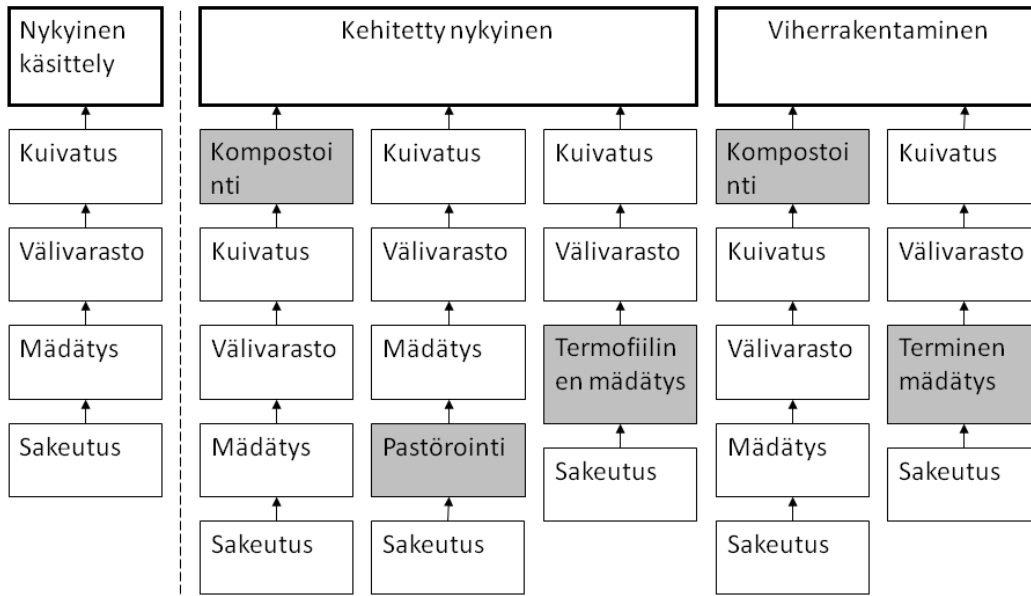 Nykyinen
käsittely
Kuivatus
Välivarasto
Mädätys
Sakeutus
Kehitetty nykyinen
Kompostoi
nti
Kuivatus
Välivarasto
Mädätys
Sakeutus
Kuivatus
Välivarasto
Mädätys
Pastörointi
Sakeutus
Kuivatus
Välivarasto
Termofiilin
en mädätys
Sakeutus
Viherrakentaminen
Kompostoi
nti
Kuivatus
Välivarasto
Mädätys
Sakeutus
Kuivatus
Välivarasto
Terminen
mädätys
Sakeutus